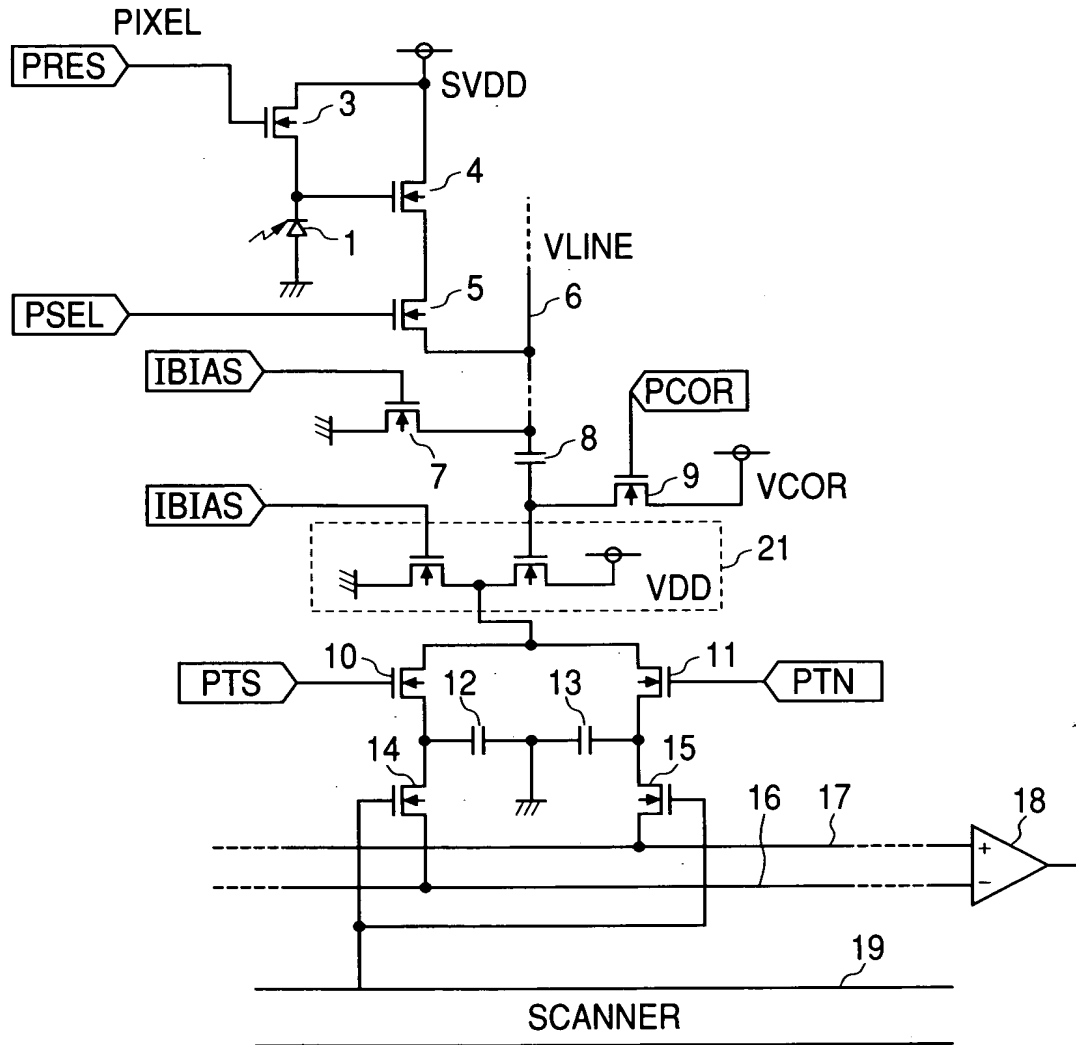 PIXEL
PRES
SVDD
3
4
1
VLINE
5
6
PSEL
IBIAS
PCOR
8
7
9
VCOR
IBIAS
21
VDD
10
11
PTS
12
13
PTN
14
15
16
17
18
+
−
19
SCANNER